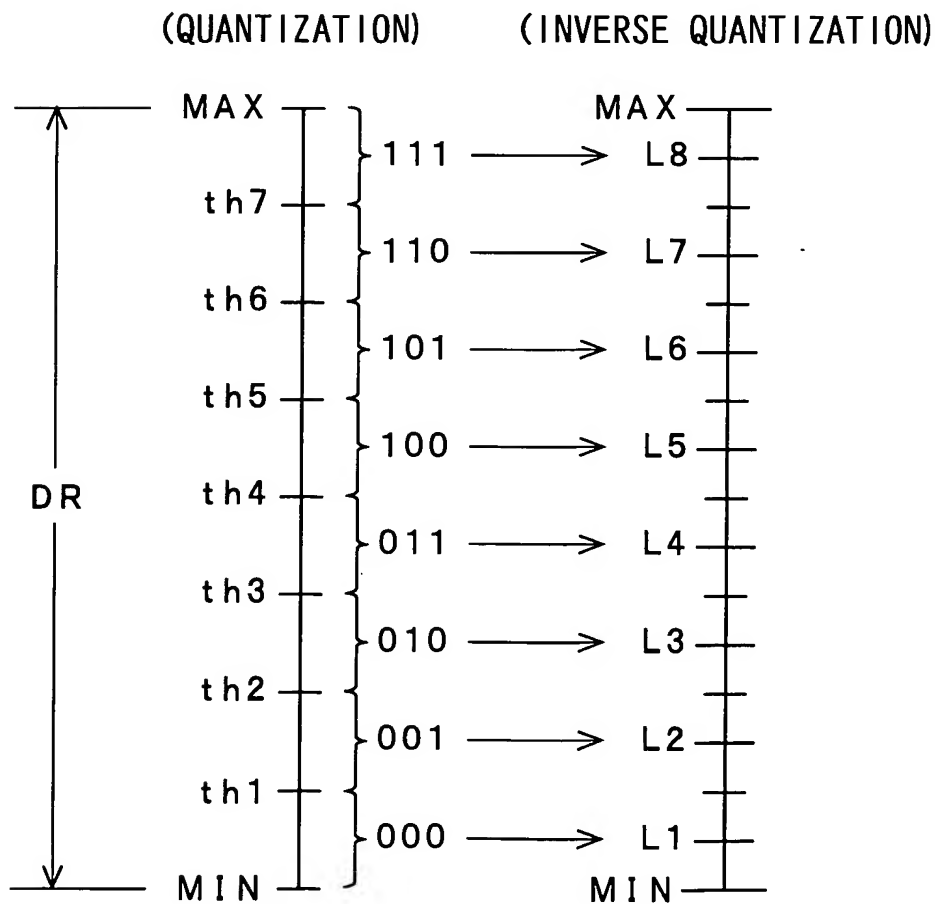 (QUANTIZATION) (INVERSE QUANTIZATION)
MAX MAX
111 L8
th7
110 L7
th6
101 L6
th5
100 L5
DR th4
011 L4
th3
010 L3
th2
001 L2
th1
000 L1
MIN MIN